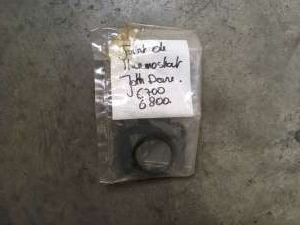 Joint de
Thermostat
John Deere.
6700
6800.